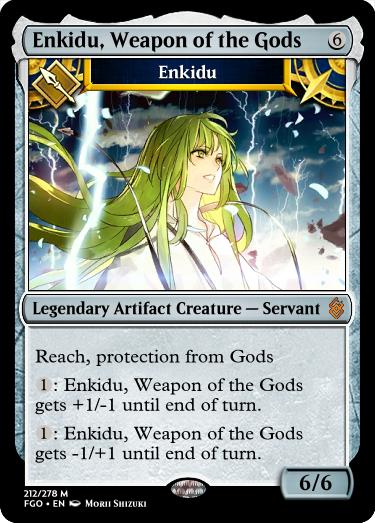 Enkidu, Weapon of the Gods 6
Enkidu
Legendary Artifact Creature — Servant
Reach, protection from Gods
1: Enkidu, Weapon of the Gods
gets +1/-1 until end of turn.
1: Enkidu, Weapon of the Gods
gets -1/+1 until end of turn.
6/6
212/278 M
FGO • EN Morii Shizuki